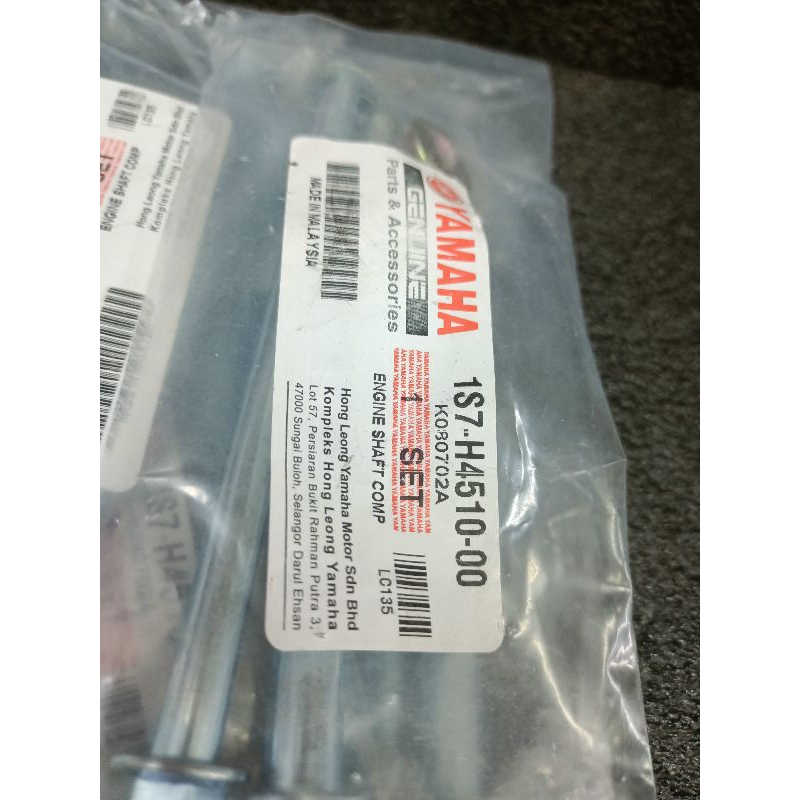 YAMAHA
GENUINE
Parts & Accessories
MADE IN MALAYSIA
1S7-H4510-00
K080702A
1 SET
ENGINE SHAFT COMP
LC135
Hong Leong Yamaha Motor Sdn Bhd
Kompleks Hong Leong Yamaha
Lot 57, Persiaran Bukit Rahman Putra 3,
47000 Sungai Buloh, Selangor Darul Ehsan
SET
ENGINE SHAFT COMP
LC135
Hong Leong Yamaha Motor Sdn Bhd
Kompleks Hong Leong Yamaha